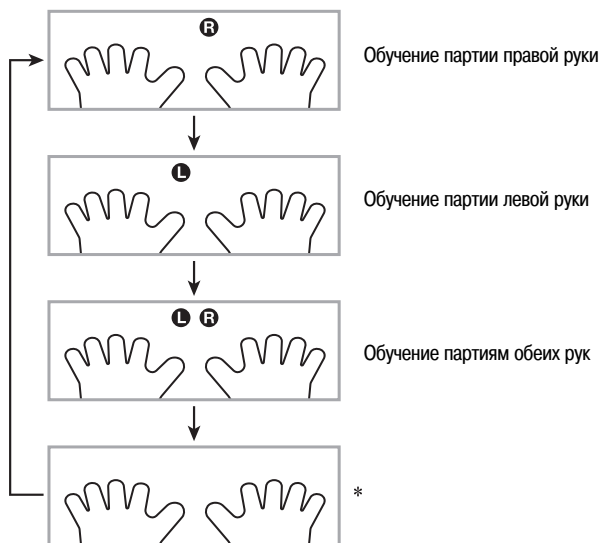 R
Обучение партии правой руки
L
Обучение партии левой руки
L R
Обучение партиям обеих рук
*